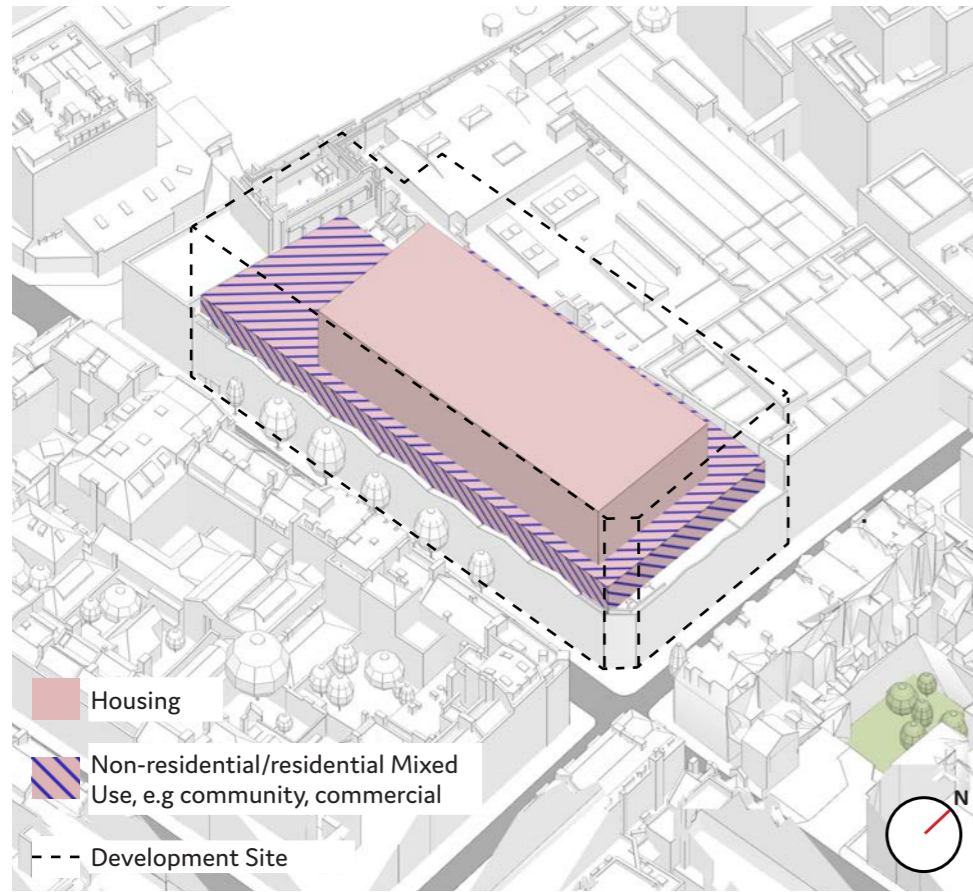 Housing
Non-residential/residential Mixed
Use, e.g community, commercial
Development Site
N